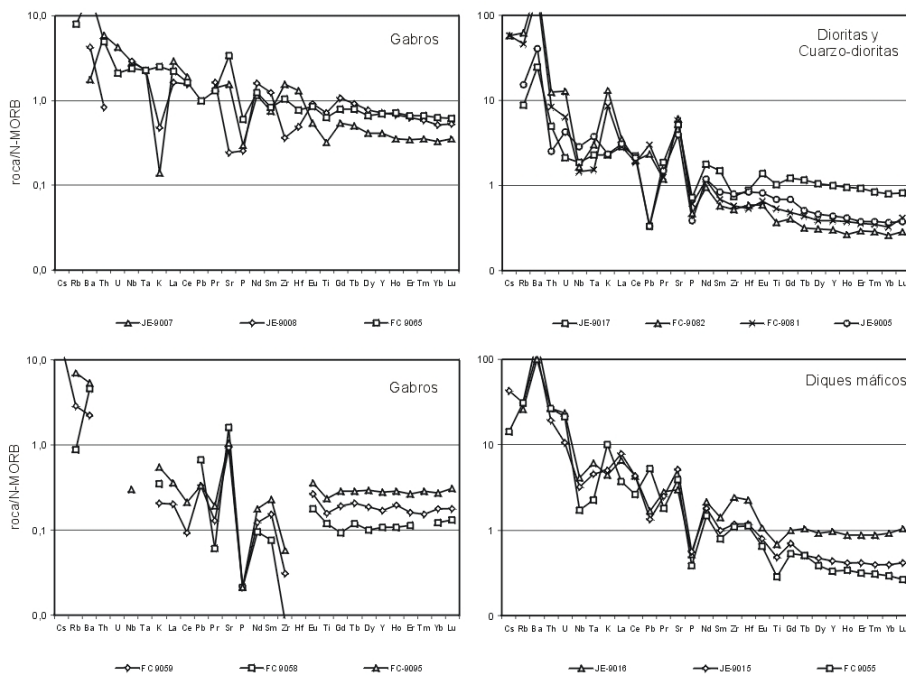 Gabros
roca/N-MORB
10,0
1,0
0,1
0,0
Cs Rb Ba Th U Nb Ta K La Ce Pb Pr Sr P Nd Sm Zr Hf Eu Ti Gd Tb Dy Y Ho Er Tm Yb Lu
JE-9007 JE-9008 FC 9065
Dioritas y
Cuarzo-dioritas
100
10
1
0
Cs Rb Ba Th U Nb Ta K La Ce Pb Pr Sr P Nd Sm Zr Hf Eu Ti Gd Tb Dy Y Ho Er Tm Yb Lu
JE-9017 FC-9082 FC-9081 JE-9005
Gabros
roca/N-MORB
10,0
1,0
0,1
0,0
Cs Rb Ba Th U Nb Ta K La Ce Pb Pr Sr P Nd Sm Zr Hf Eu Ti Gd Tb Dy Y Ho Er Tm Yb Lu
FC 9059 FC 9058 FC-9095
Diques máficos
100
10
1
0
Cs Rb Ba Th U Nb Ta K La Ce Pb Pr Sr P Nd Sm Zr Hf Eu Ti Gd Tb Dy Y Ho Er Tm Yb Lu
JE-9016 JE-9015 FC 9055